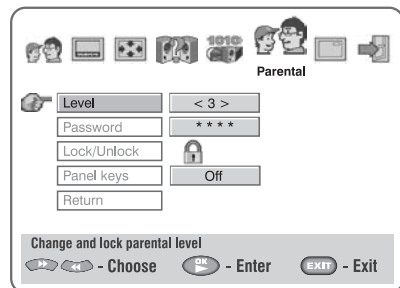 1010
Parental
Level < 3 >
Password * * * *
Lock/Unlock
Panel keys Off
Return
Change and lock parental level
- Choose OK - Enter EXIT - Exit